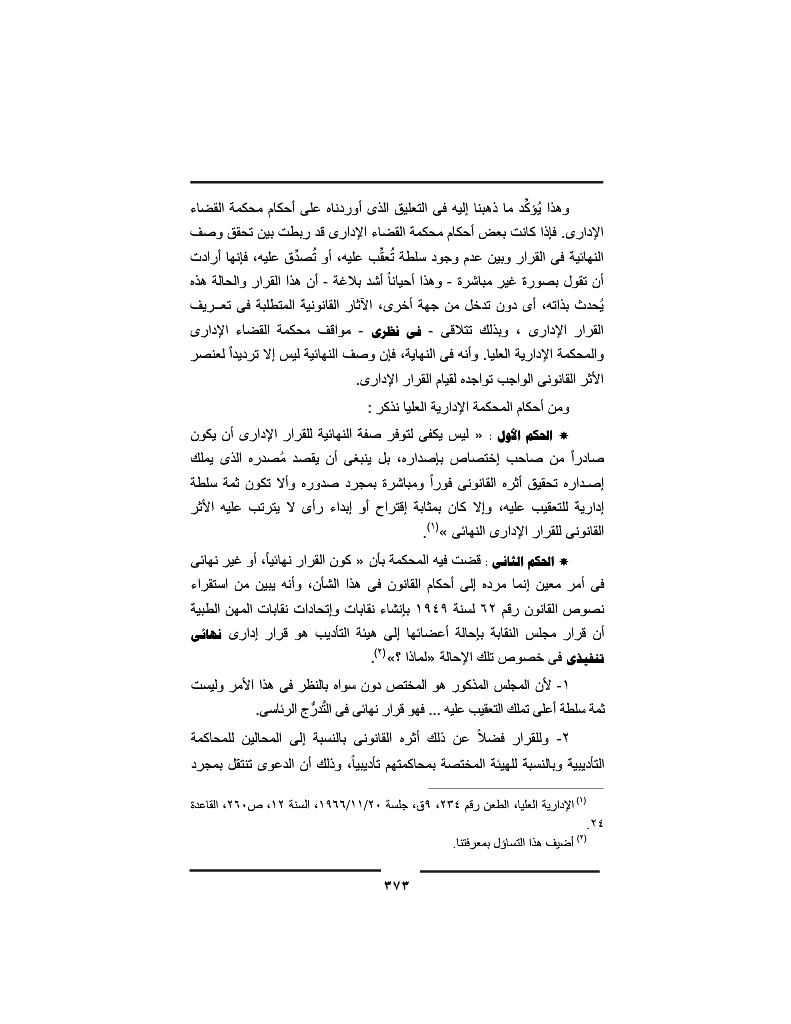 وهذا يُؤكِّد ما ذهبنا إليه فى التعليق الذى أوردناه على أحكام محكمة القضاء
الإدارى. فإذا كانت بعض أحكام محكمة القضاء الإدارى قد ربطت بين تحقق وصف
النهائية فى القرار وبين عدم وجود سلطة تُعقِّب عليه، أو تُصدِّق عليه، فإنها أرادت
أن تقول بصورة غير مباشرة - وهذا أحياناً أشد بلاغة - أن هذا القرار والحالة هذه
يُحدث بذاته، أى دون تدخل من جهة أخرى، الآثار القانونية المتطلبة فى تعـــريف
القرار الإدارى ، وبذلك تتلاقى - فى نظرى - مواقف محكمة القضاء الإدارى
والمحكمة الإدارية العليا. وأنه فى النهاية، فإن وصف النهائية ليس إلا ترديداً لعنصر
الأثر القانونى الواجب تواجده لقيام القرار الإدارى.
ومن أحكام المحكمة الإدارية العليا نذكر :
* الحكم الأول : « ليس يكفى لتوفر صفة النهائية للقرار الإدارى أن يكون
صادراً من صاحب إختصاص بإصداره، بل ينبغى أن يقصد مُصدره الذى يملك
إصـداره تحقيق أثره القانونى فوراً ومباشرة بمجرد صدوره وألا تكون ثمة سلطة
إدارية للتعقيب عليه، وإلا كان بمثابة إقتراح أو إبداء رأى لا يترتب عليه الأثر
القانونى للقرار الإدارى النهائى »(١).
* الحكم الثانى : قضت فيه المحكمة بأن « كون القرار نهائياً، أو غير نهائى
فى أمر معين إنما مرده إلى أحكام القانون فى هذا الشأن، وأنه يبين من استقراء
نصوص القانون رقم ٦٢ لسنة ١٩٤٩ بإنشاء نقابات وإتحادات نقابات المهن الطبية
أن قرار مجلس النقابة بإحالة أعضائها إلى هيئة التأديب هو قرار إدارى نهائى
تنفيذى فى خصوص تلك الإحالة «لماذا ؟»(٢).
١- لأن المجلس المذكور هو المختص دون سواه بالنظر فى هذا الأمر وليست
ثمة سلطة أعلى تملك التعقيب عليه ... فهو قرار نهائى فى التَّدرُّج الرئاسى.
٢- وللقرار فضلاً عن ذلك أثره القانونى بالنسبة إلى المحالين للمحاكمة
التأديبية وبالنسبة للهيئة المختصة بمحاكمتهم تأديبياً، وذلك أن الدعوى تنتقل بمجرد
(١) الإدارية العليا، الطعن رقم ٢٣٤، ٩ق، جلسة ١٩٦٦/١١/٢٠، السنة ١٢، ص٢٦٠، القاعدة
٢٤.
(٢) أضيف هذا التساؤل بمعرفتنا.
٣٧٣